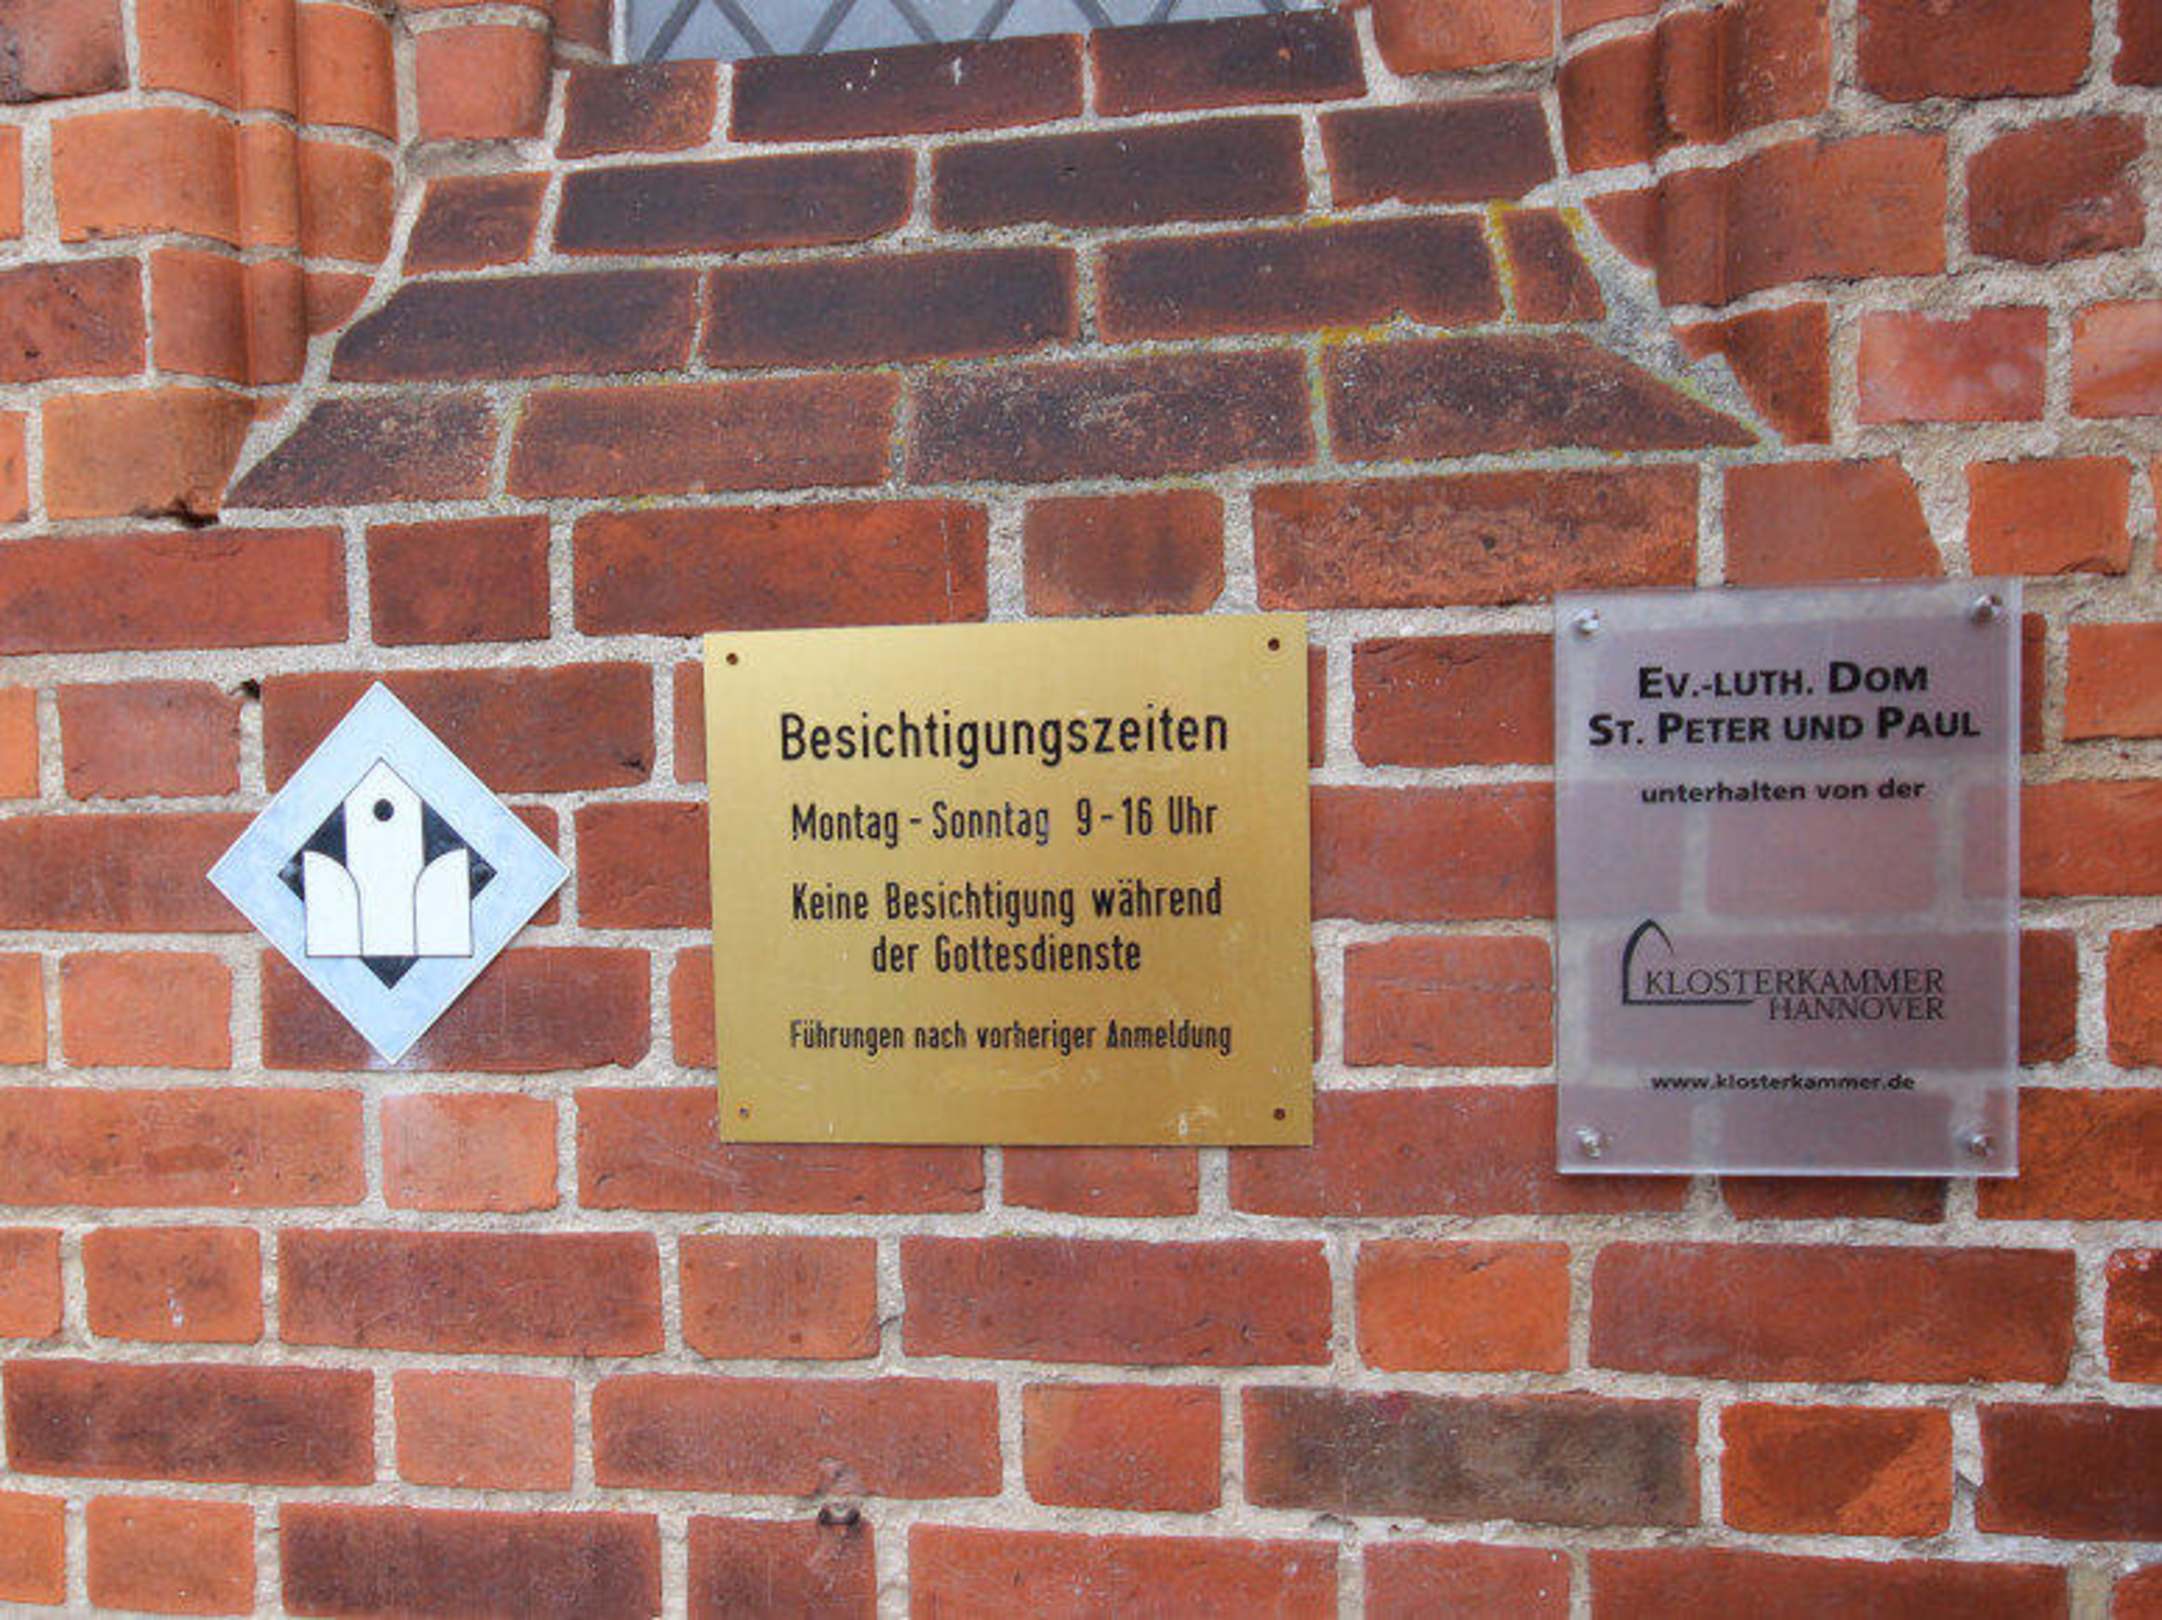 Besichtigungszeiten
Montag - Sonntag 9 - 16 Uhr
Keine Besichtigung während
der Gottesdienste
Führungen nach vorheriger Anmeldung
EV.-LUTH. DOM
ST. PETER UND PAUL
unterhalten von der
KLOSTERKAMMER
HANNOVER
www.klosterkammer.de